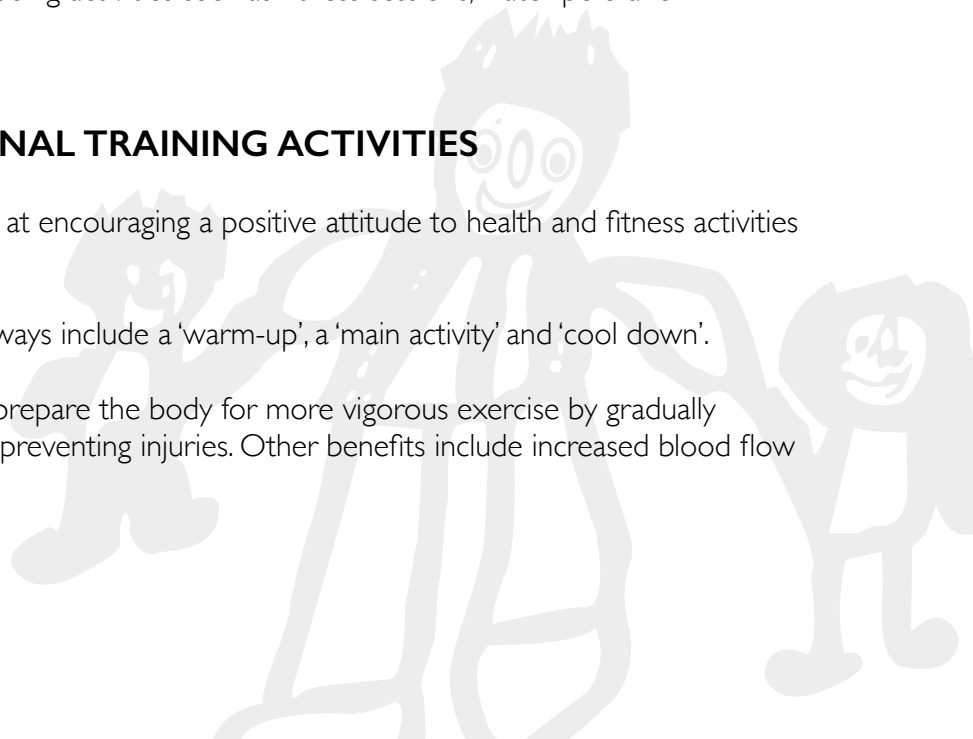 NAL TRAINING ACTIVITIES
at encouraging a positive attitude to health and fitness activities
ways include a ‘warm-up’, a ‘main activity’ and ‘cool down’.
prepare the body for more vigorous exercise by gradually
preventing injuries. Other benefits include increased blood flow